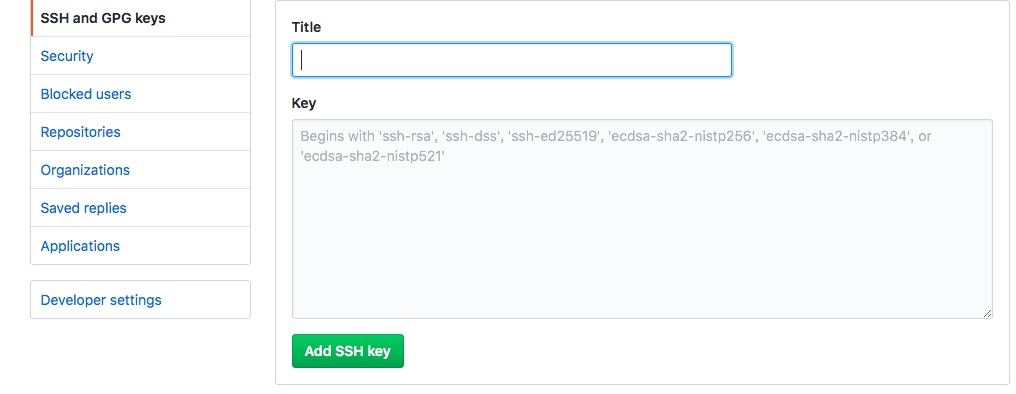 SSH and GPG keys
Security
Blocked users
Repositories
Organizations
Saved replies
Applications
Developer settings
Title
Key
Begins with 'ssh-rsa', 'ssh-dss', 'ssh-ed25519', 'ecdsa-sha2-nistp256', 'ecdsa-sha2-nistp384', or
'ecdsa-sha2-nistp521'
Add SSH key